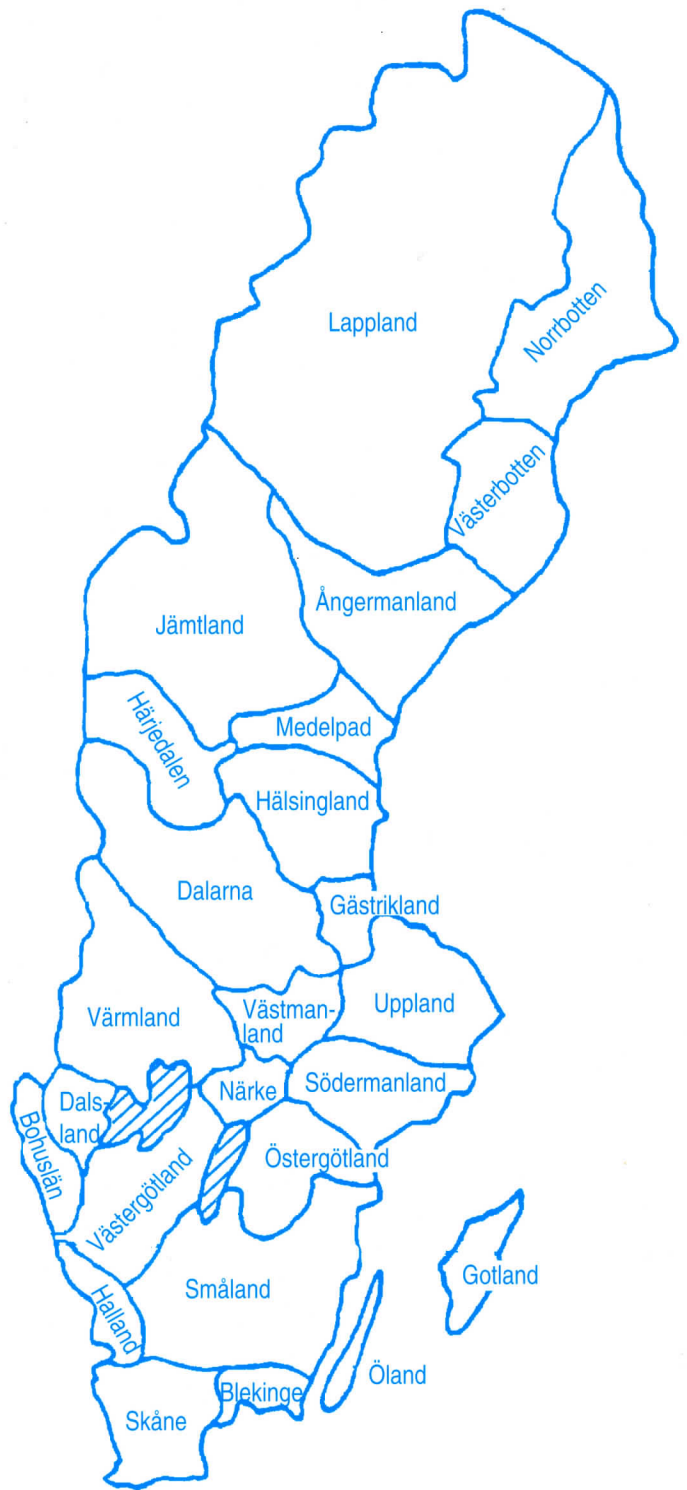 Lappland
Norrbotten
Västerbotten
Ångermanland
Jämtland
Härjedalen
Medelpad
Hälsingland
Dalarna
Gästrikland
Värmland
Västman-
land
Uppland
Närke
Södermanland
Dals-
land
Bohuslän
Västergötland
Östergötland
Halland
Småland
Gotland
Öland
Blekinge
Skåne